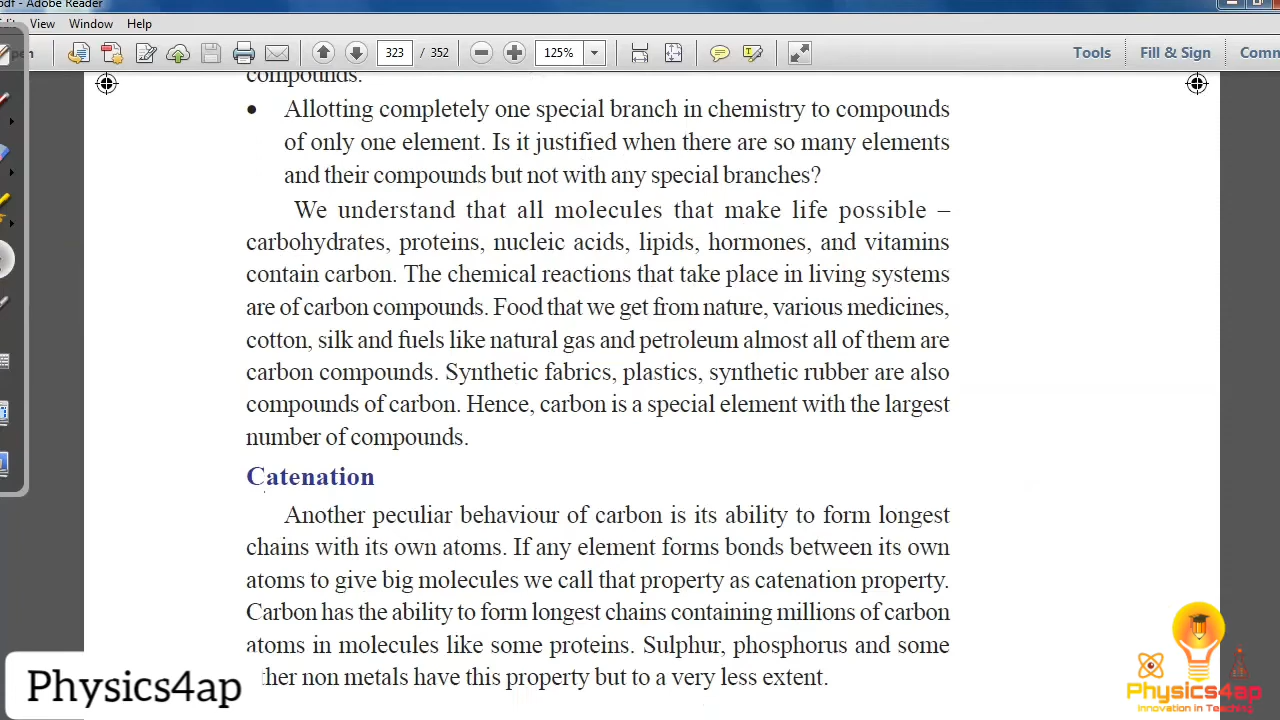 pdf - Adobe Reader
View Window Help
323 / 352 125% Tools Fill & Sign
compounds.
• Allotting completely one special branch in chemistry to compounds
of only one element. Is it justified when there are so many elements
and their compounds but not with any special branches?
We understand that all molecules that make life possible –
carbohydrates, proteins, nucleic acids, lipids, hormones, and vitamins
contain carbon. The chemical reactions that take place in living systems
are of carbon compounds. Food that we get from nature, various medicines,
cotton, silk and fuels like natural gas and petroleum almost all of them are
carbon compounds. Synthetic fabrics, plastics, synthetic rubber are also
compounds of carbon. Hence, carbon is a special element with the largest
number of compounds.
Catenation
Another peculiar behaviour of carbon is its ability to form longest
chains with its own atoms. If any element forms bonds between its own
atoms to give big molecules we call that property as catenation property.
Carbon has the ability to form longest chains containing millions of carbon
atoms in molecules like some proteins. Sulphur, phosphorus and some
ther non metals have this property but to a very less extent.
Physics4ap
Physics4ap
Innovation in Teaching